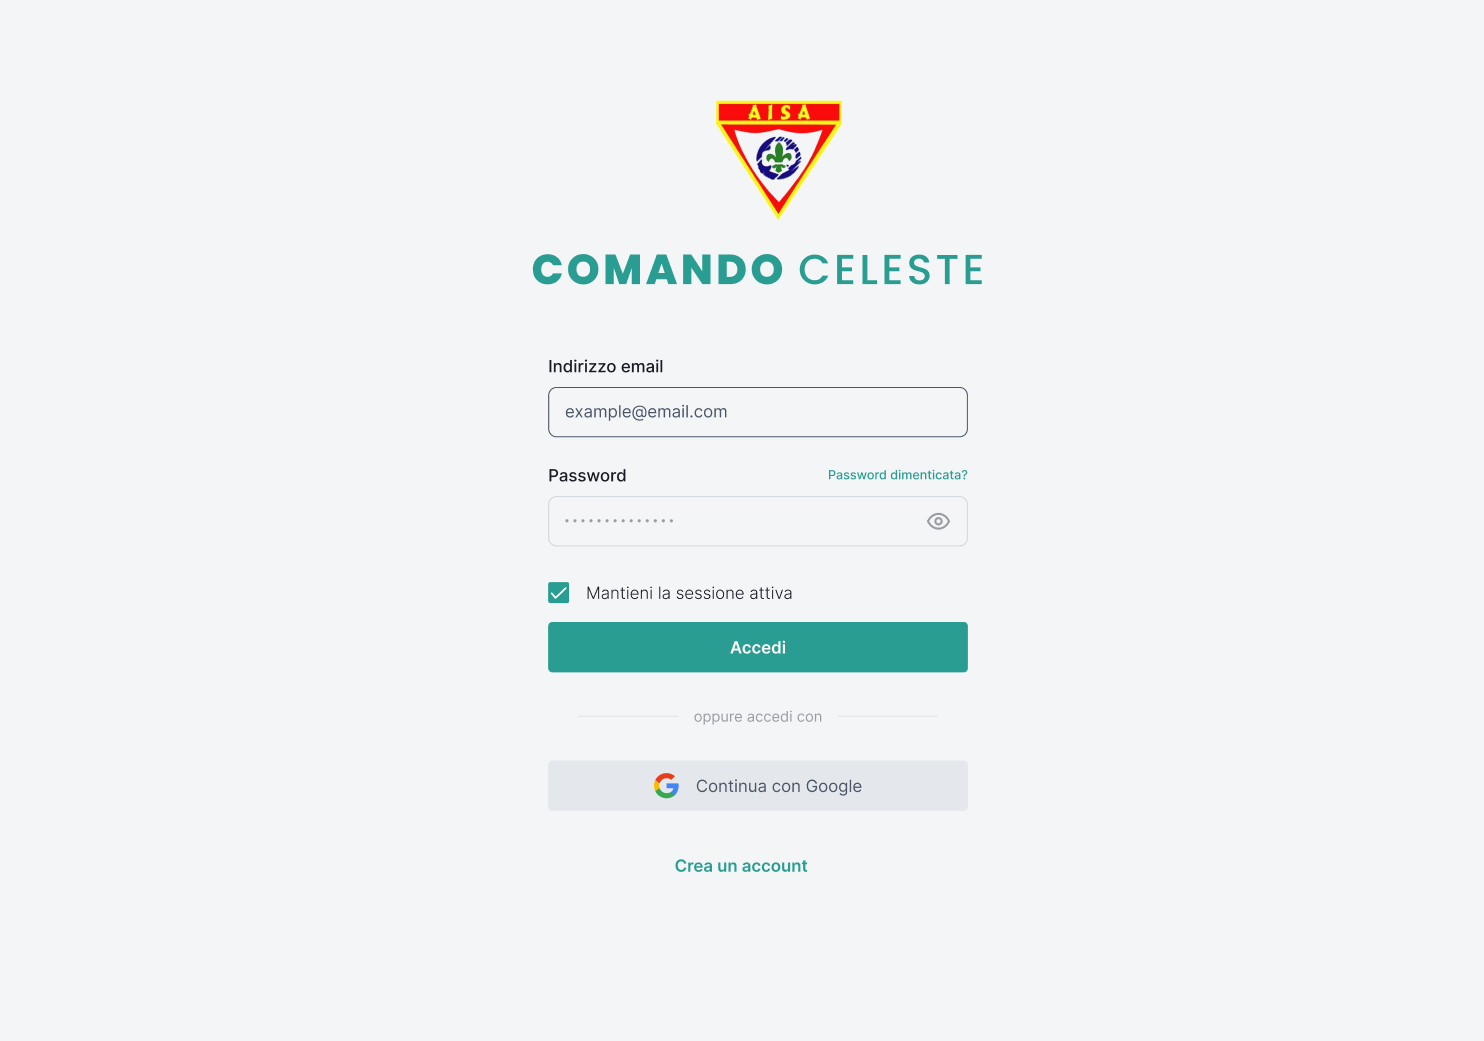 AISA
COMANDO CELESTE
Indirizzo email
example@email.com
Password
Password dimenticata?
Mantieni la sessione attiva
Accedi
oppure accedi con
Continua con Google
Crea un account